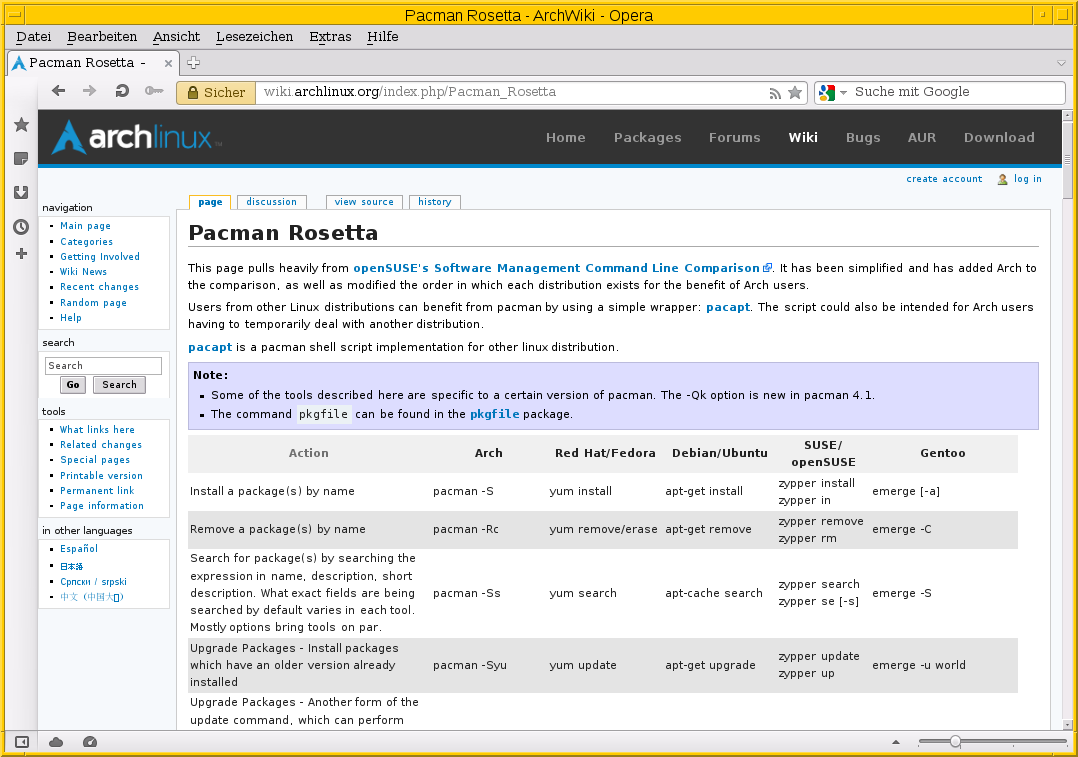 Pacman Rosetta - ArchWiki - Opera
Datei Bearbeiten Ansicht Lesezeichen Extras Hilfe
Pacman Rosetta -
Sicher wiki.archlinux.org/index.php/Pacman_Rosetta Suche mit Google
archlinux Home Packages Forums Wiki Bugs AUR Download
create account log in
page discussion view source history
navigation
Main page
Categories
Getting Involved
Wiki News
Recent changes
Random page
Help
search
Search
Go Search
tools
What links here
Related changes
Special pages
Printable version
Permanent link
Page information
in other languages
Español
日本語
Српски / srpski
中文 (中国大)
Pacman Rosetta
This page pulls heavily from openSUSE's Software Management Command Line Comparison. It has been simplified and has added Arch to
the comparison, as well as modified the order in which each distribution exists for the benefit of Arch users.
Users from other Linux distributions can benefit from pacman by using a simple wrapper: pacapt. The script could also be intended for Arch users
having to temporarily deal with another distribution.
pacapt is a pacman shell script implementation for other linux distribution.
Note:
Some of the tools described here are specific to a certain version of pacman. The -Qk option is new in pacman 4.1.
The command pkgfile can be found in the pkgfile package.
Action Arch Red Hat/Fedora Debian/Ubuntu SUSE/
openSUSE Gentoo
Install a package(s) by name pacman -S yum install apt-get install zypper install
zypper in emerge [-a]
Remove a package(s) by name pacman -Rc yum remove/erase apt-get remove zypper remove
zypper rm emerge -C
Search for package(s) by searching the
expression in name, description, short
description. What exact fields are being
searched by default varies in each tool.
Mostly options bring tools on par.
pacman -Ss yum search apt-cache search zypper search
zypper se [-s] emerge -S
Upgrade Packages - Install packages
which have an older version already
installed
pacman -Syu yum update apt-get upgrade zypper update
zypper up emerge -u world
Upgrade Packages - Another form of the
update command, which can perform